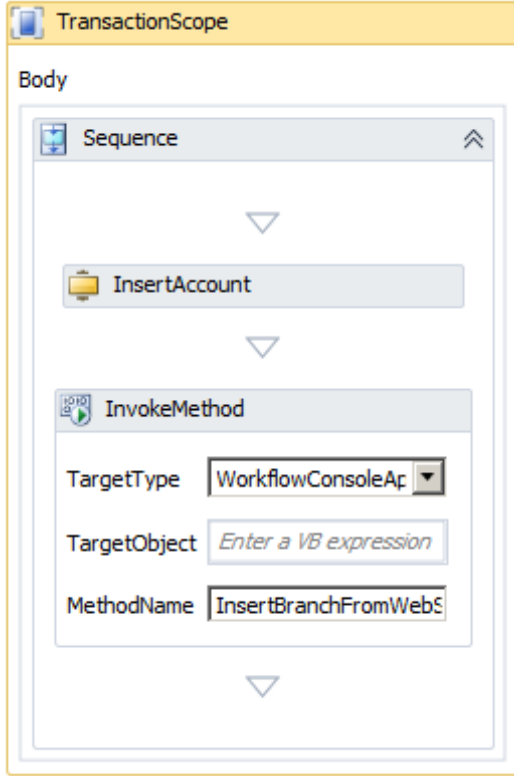 TransactionScope
Body
Sequence
InsertAccount
InvokeMethod
TargetType WorkflowConsoleAp
TargetObject Enter a VB expression
MethodName InsertBranchFromWebS